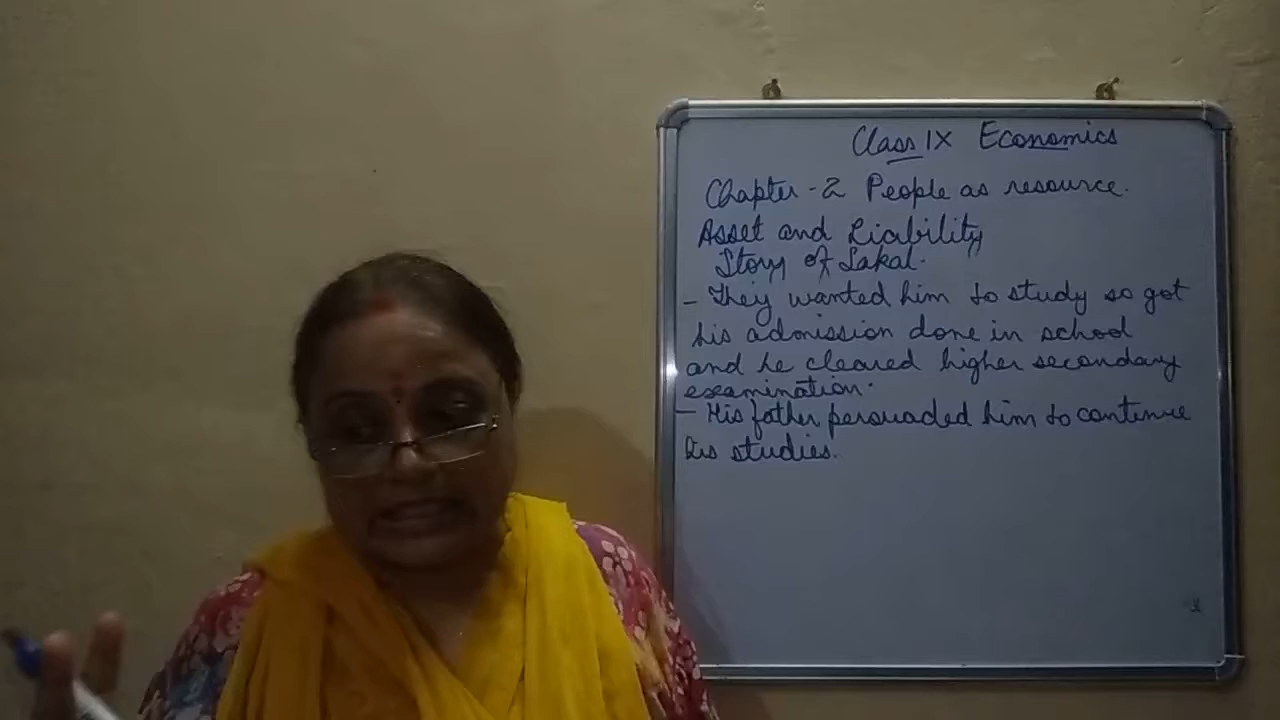 Class IX Economics
Chapter - 2 People as resource.
Asset and Liability
Story of Sakal.
- They wanted him to study so got
his admission done in school
and he cleared higher secondary
examination.
- His father persuaded him to continue
his studies.